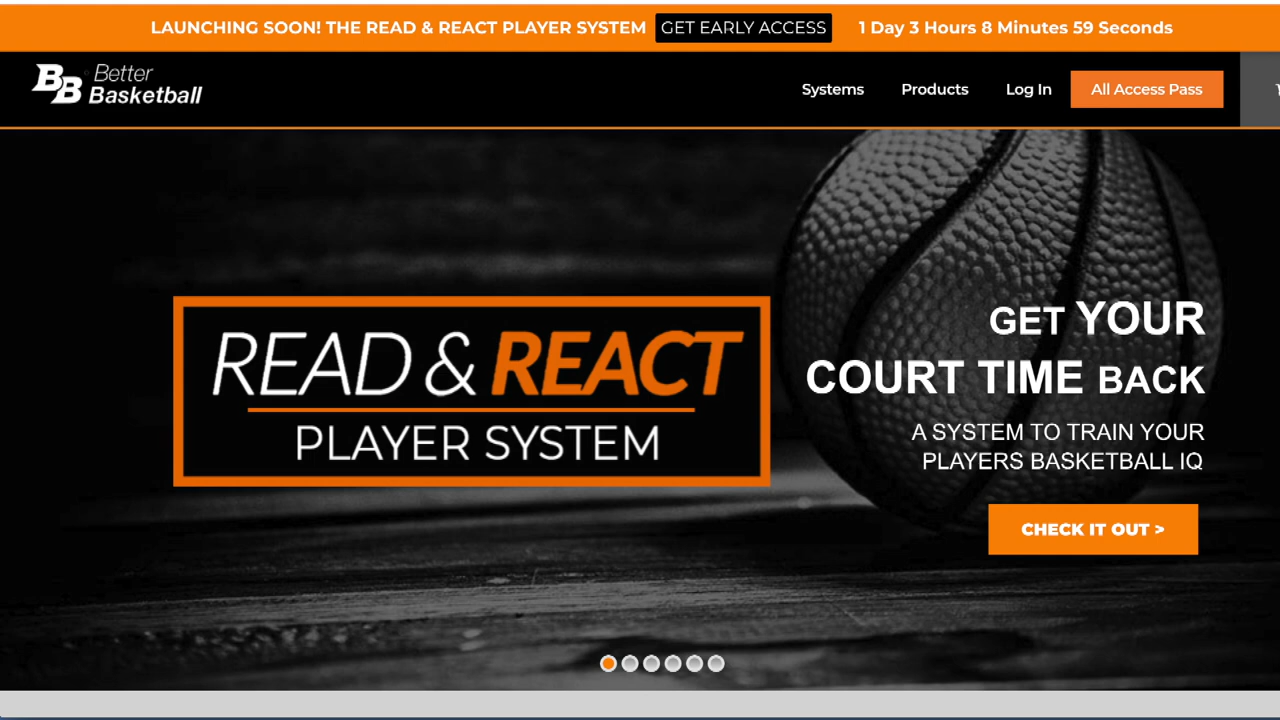 LAUNCHING SOON! THE READ & REACT PLAYER SYSTEM GET EARLY ACCESS 1 Day 3 Hours 8 Minutes 59 Seconds
BB Better
Basketball
Systems Products Log In All Access Pass
READ & REACT
PLAYER SYSTEM
GET YOUR
COURT TIME BACK
A SYSTEM TO TRAIN YOUR
PLAYERS BASKETBALL IQ
CHECK IT OUT >